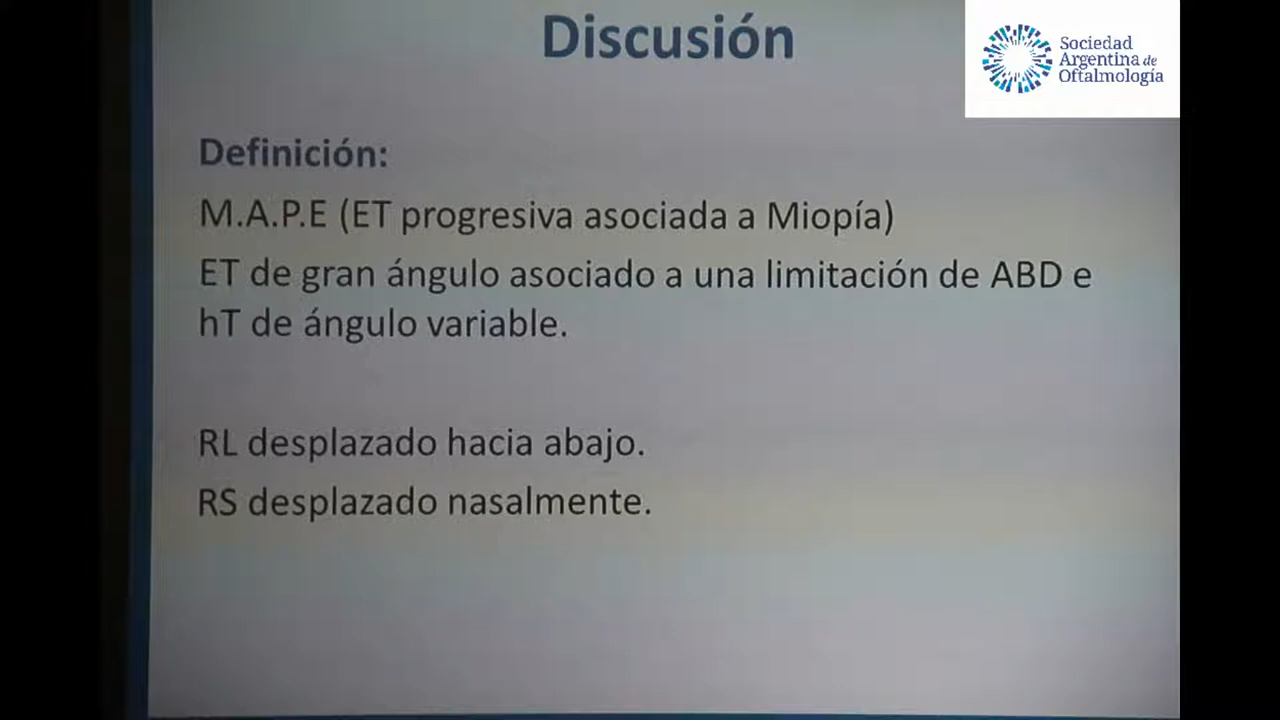 Discusión
Sociedad
Argentina de
Oftalmología
Definición:
M.A.P.E (ET progresiva asociada a Miopía)
ET de gran ángulo asociado a una limitación de ABD e
hT de ángulo variable.
RL desplazado hacia abajo.
RS desplazado nasalmente.